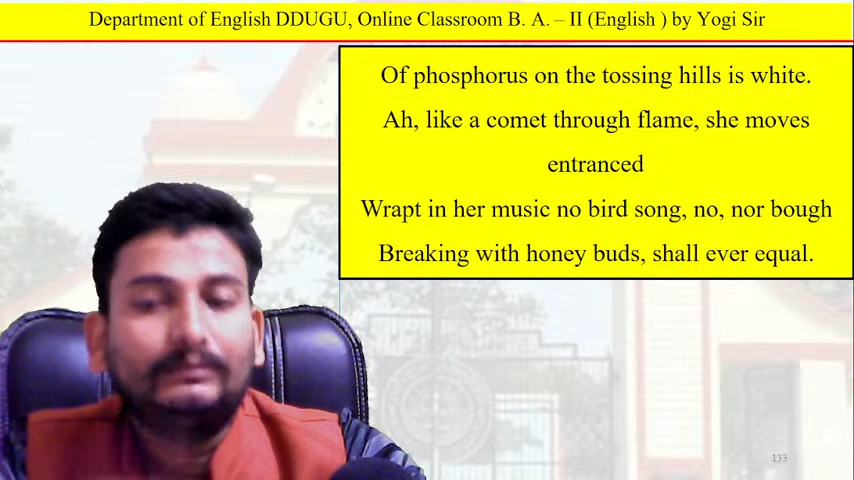 Department of English DDUGU, Online Classroom B. A. – II (English ) by Yogi Sir
Of phosphorus on the tossing hills is white.
Ah, like a comet through flame, she moves
entranced
Wrapt in her music no bird song, no, nor bough
Breaking with honey buds, shall ever equal.
133